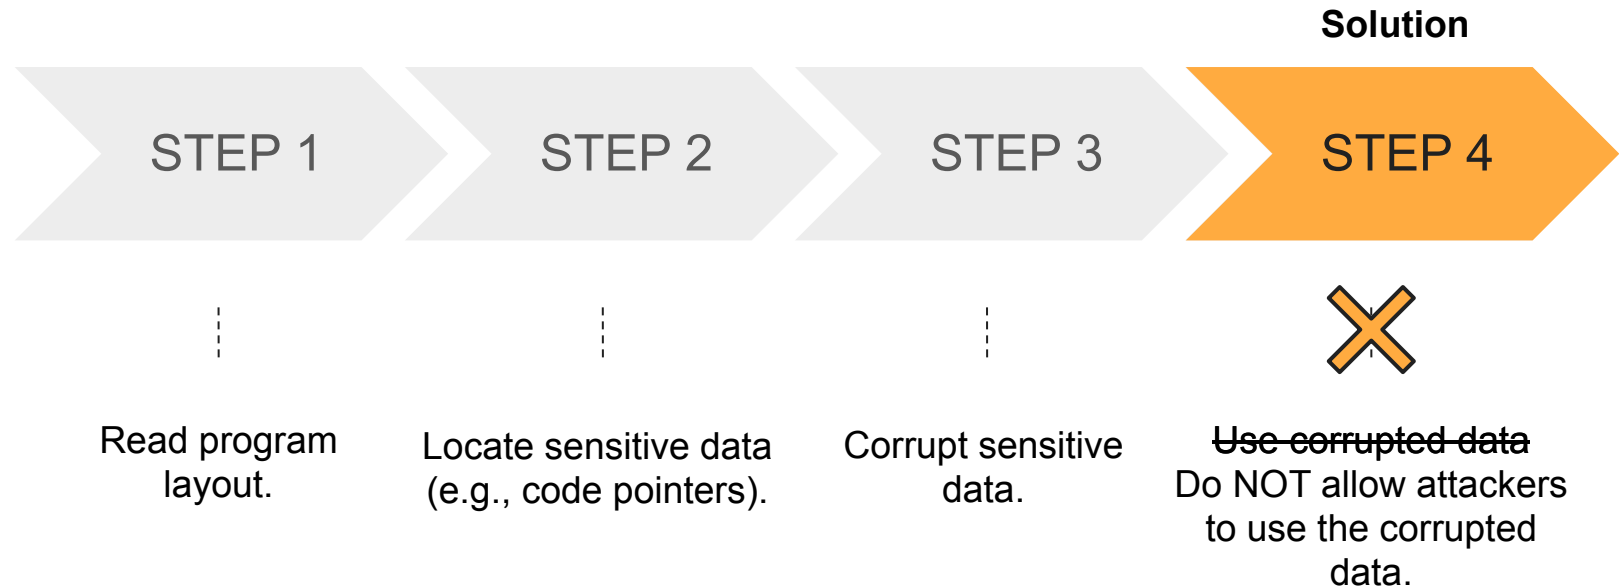 Solution
STEP 1
STEP 2
STEP 3
STEP 4
Read program
layout.
Locate sensitive data
(e.g., code pointers).
Corrupt sensitive
data.
Use corrupted data
Do NOT allow attackers
to use the corrupted
data.